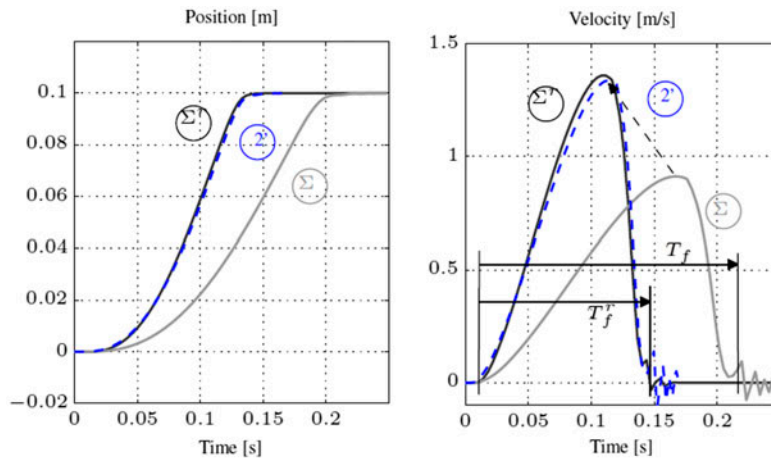 Position [m]
0.1
0.08
0.06
0.04
0.02
0
−0.02
0
0.05
0.1
0.15
0.2
Time [s]
Σʳ
2'
Σ
Velocity [m/s]
1.5
1
0.5
0
0
0.05
0.1
0.15
0.2
Time [s]
Σʳ
2'
Σ
T_f
T_f^r